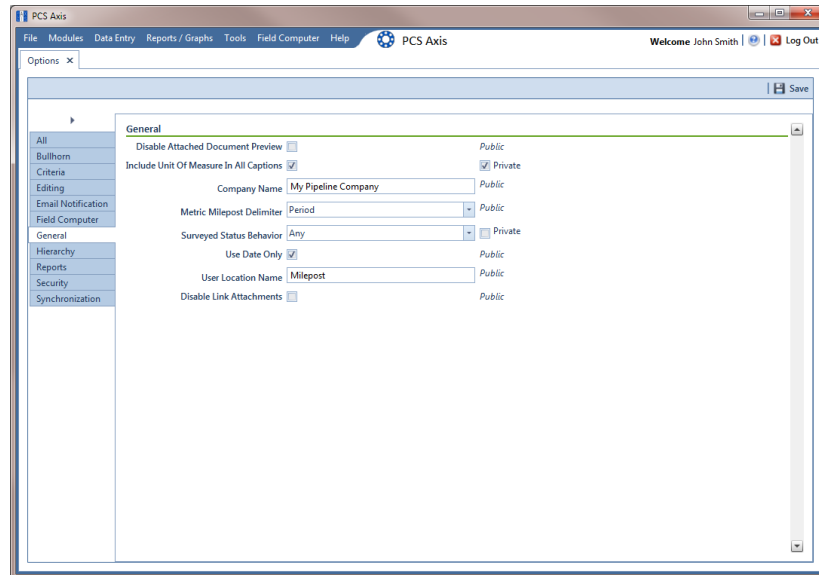 PCS Axis
File Modules Data Entry Reports / Graphs Tools Field Computer Help PCS Axis Welcome John Smith Log Out
Options
Save
All
Bullhorn
Criteria
Editing
Email Notification
Field Computer
General
Hierarchy
Reports
Security
Synchronization
General
Disable Attached Document Preview Public
Include Unit Of Measure In All Captions Private
Company Name My Pipeline Company Public
Metric Milepost Delimiter Period Public
Surveyed Status Behavior Any Private
Use Date Only Public
User Location Name Milepost Public
Disable Link Attachments Public